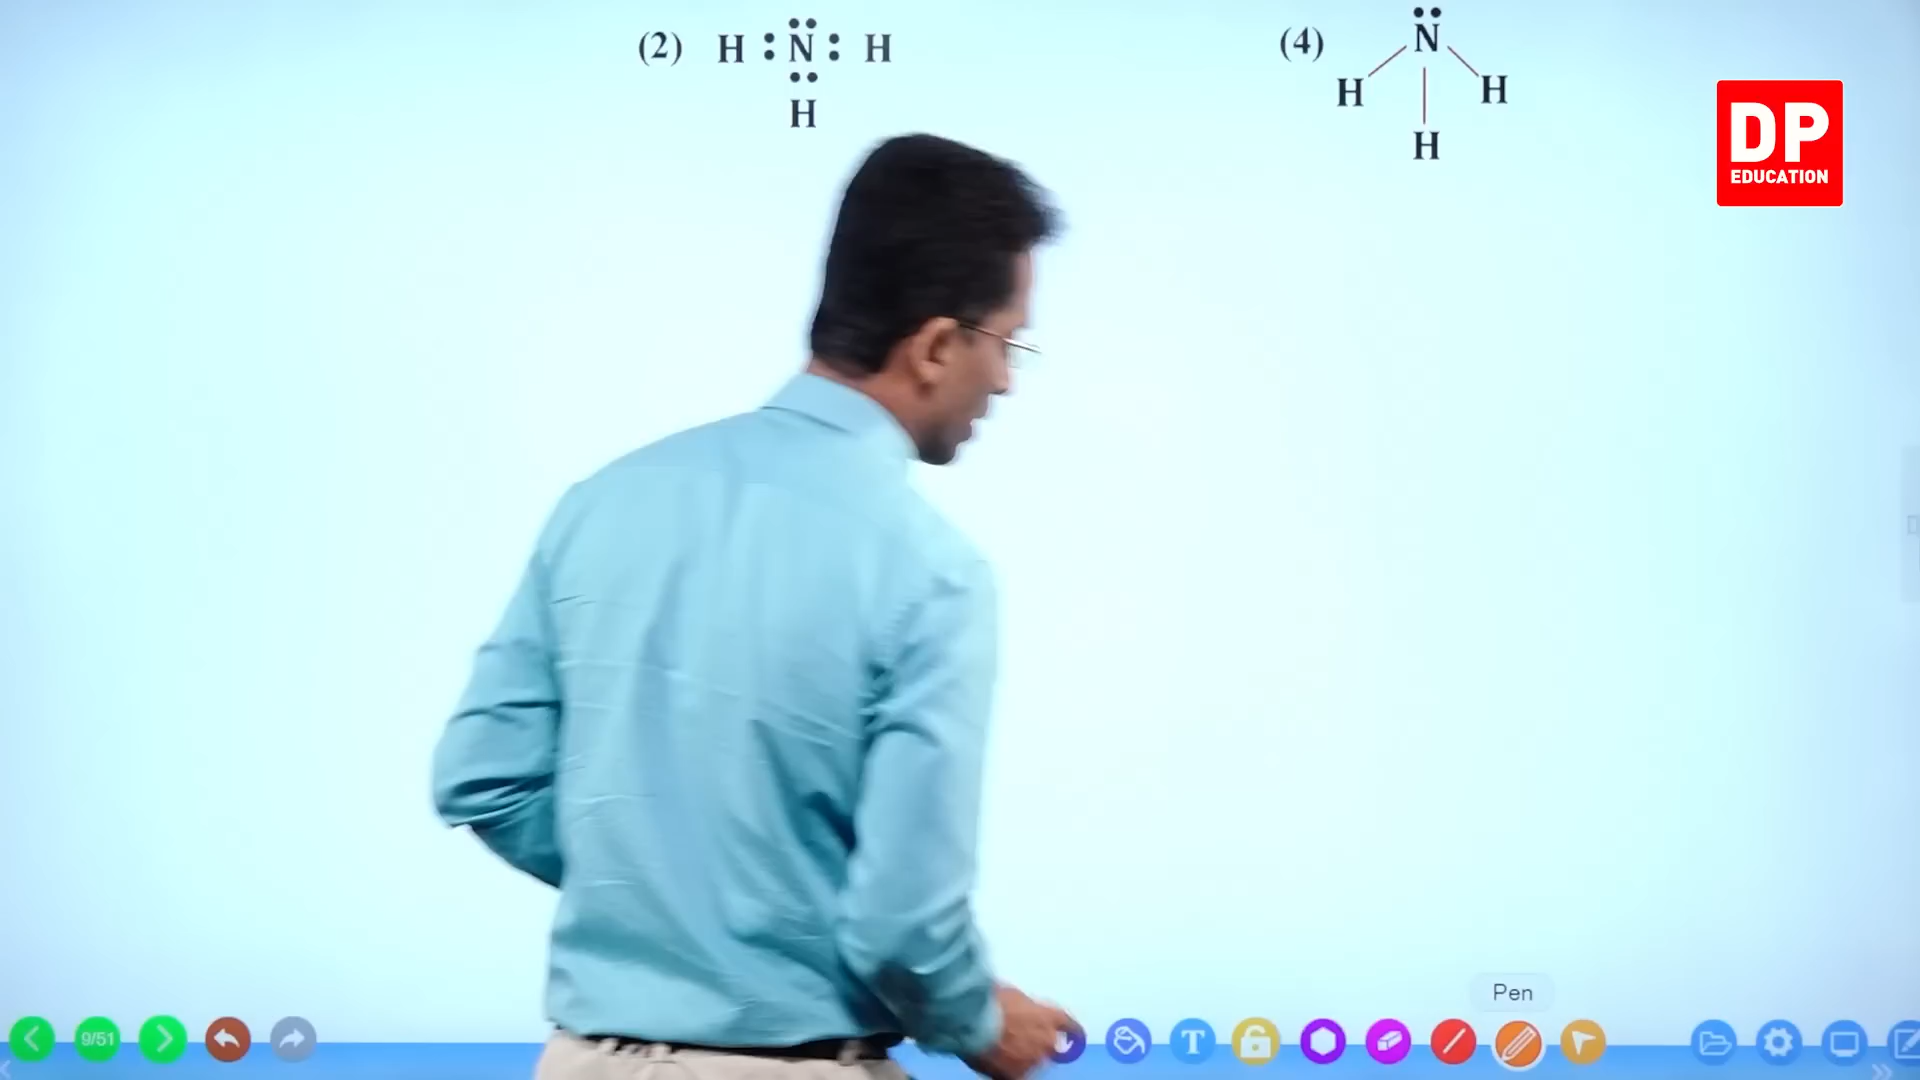 (2) H : N : H
H
(4) N
H H
H
DP
EDUCATION
Pen
9/51
T